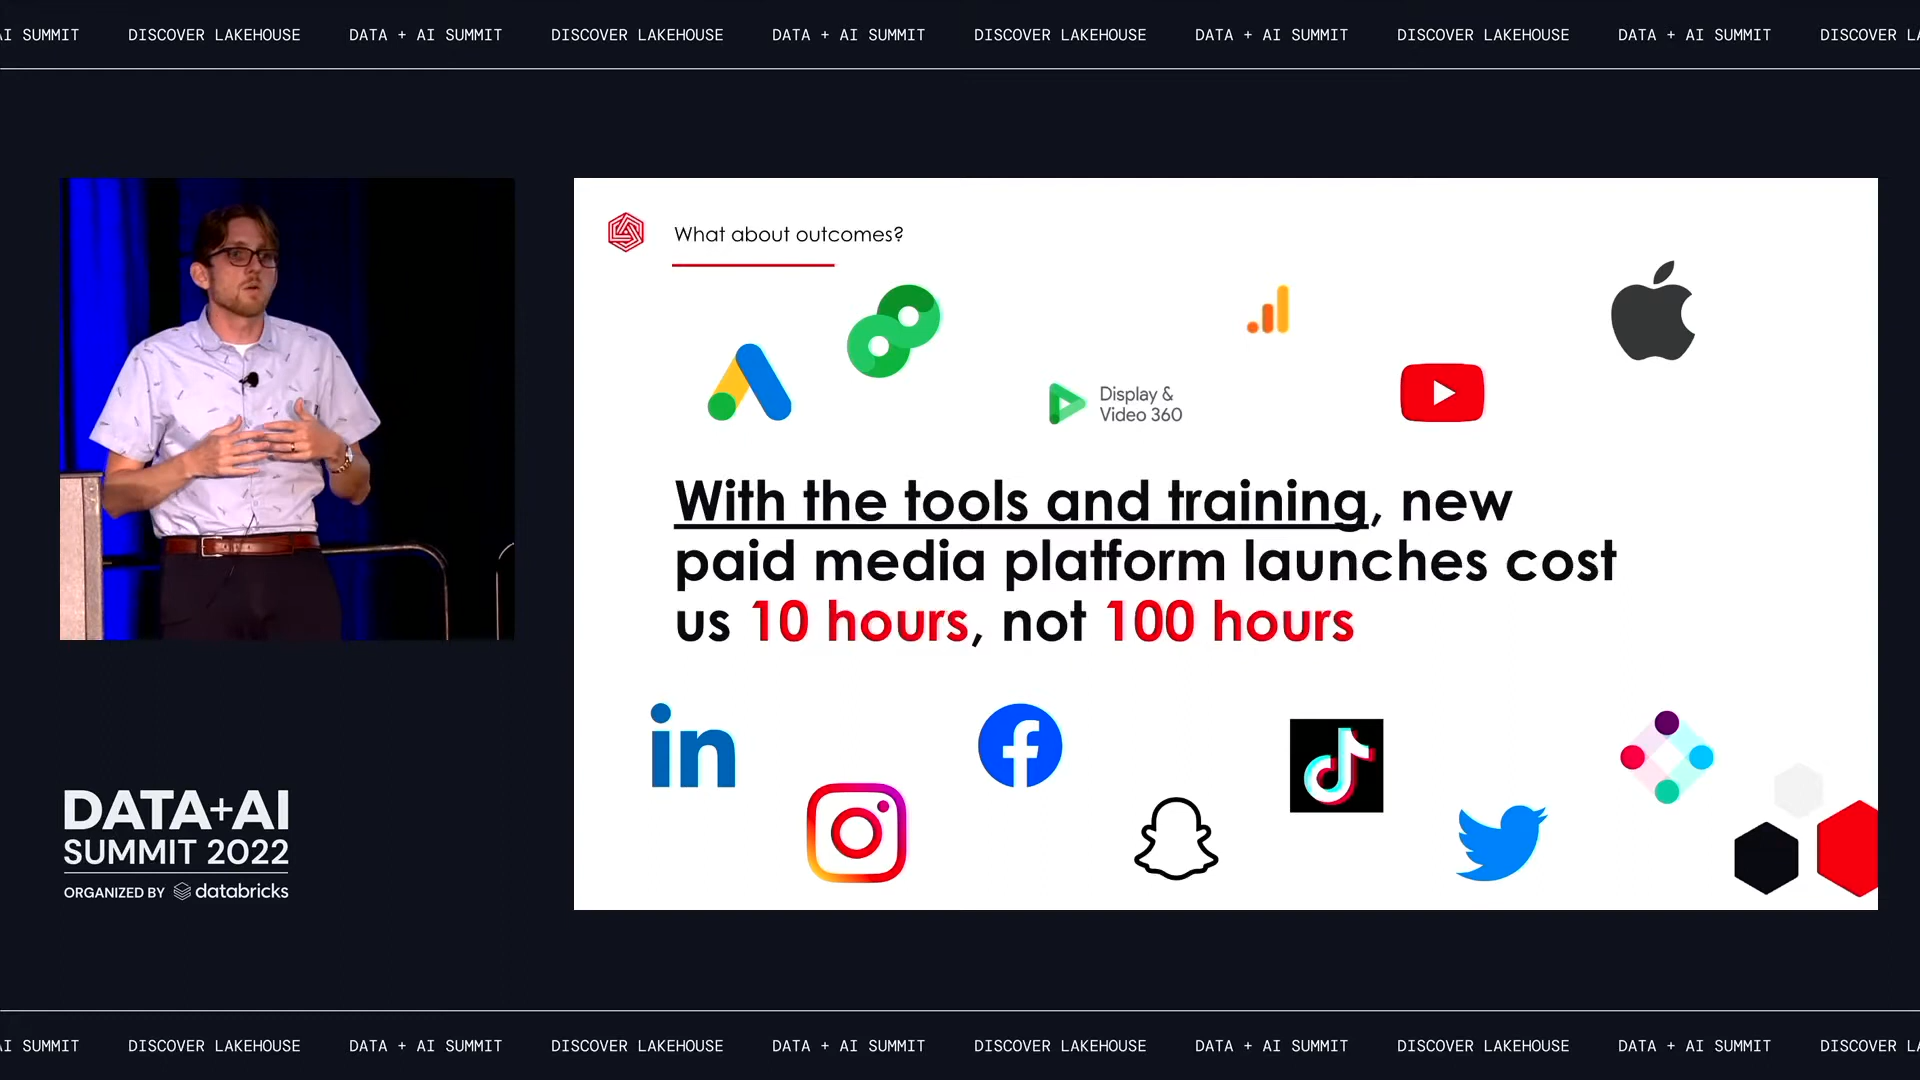 AI SUMMIT DISCOVER LAKEHOUSE DATA + AI SUMMIT DISCOVER LAKEHOUSE DATA + AI SUMMIT DISCOVER LAKEHOUSE DATA + AI SUMMIT DISCOVER LAKEHOUSE DATA + AI SUMMIT DISCOVER LA
What about outcomes?
Display &
Video 360
With the tools and training, new
paid media platform launches cost
us 10 hours, not 100 hours
in
f
DATA+AI
SUMMIT 2022
ORGANIZED BY databricks
AI SUMMIT DISCOVER LAKEHOUSE DATA + AI SUMMIT DISCOVER LAKEHOUSE DATA + AI SUMMIT DISCOVER LAKEHOUSE DATA + AI SUMMIT DISCOVER LAKEHOUSE DATA + AI SUMMIT DISCOVER LA